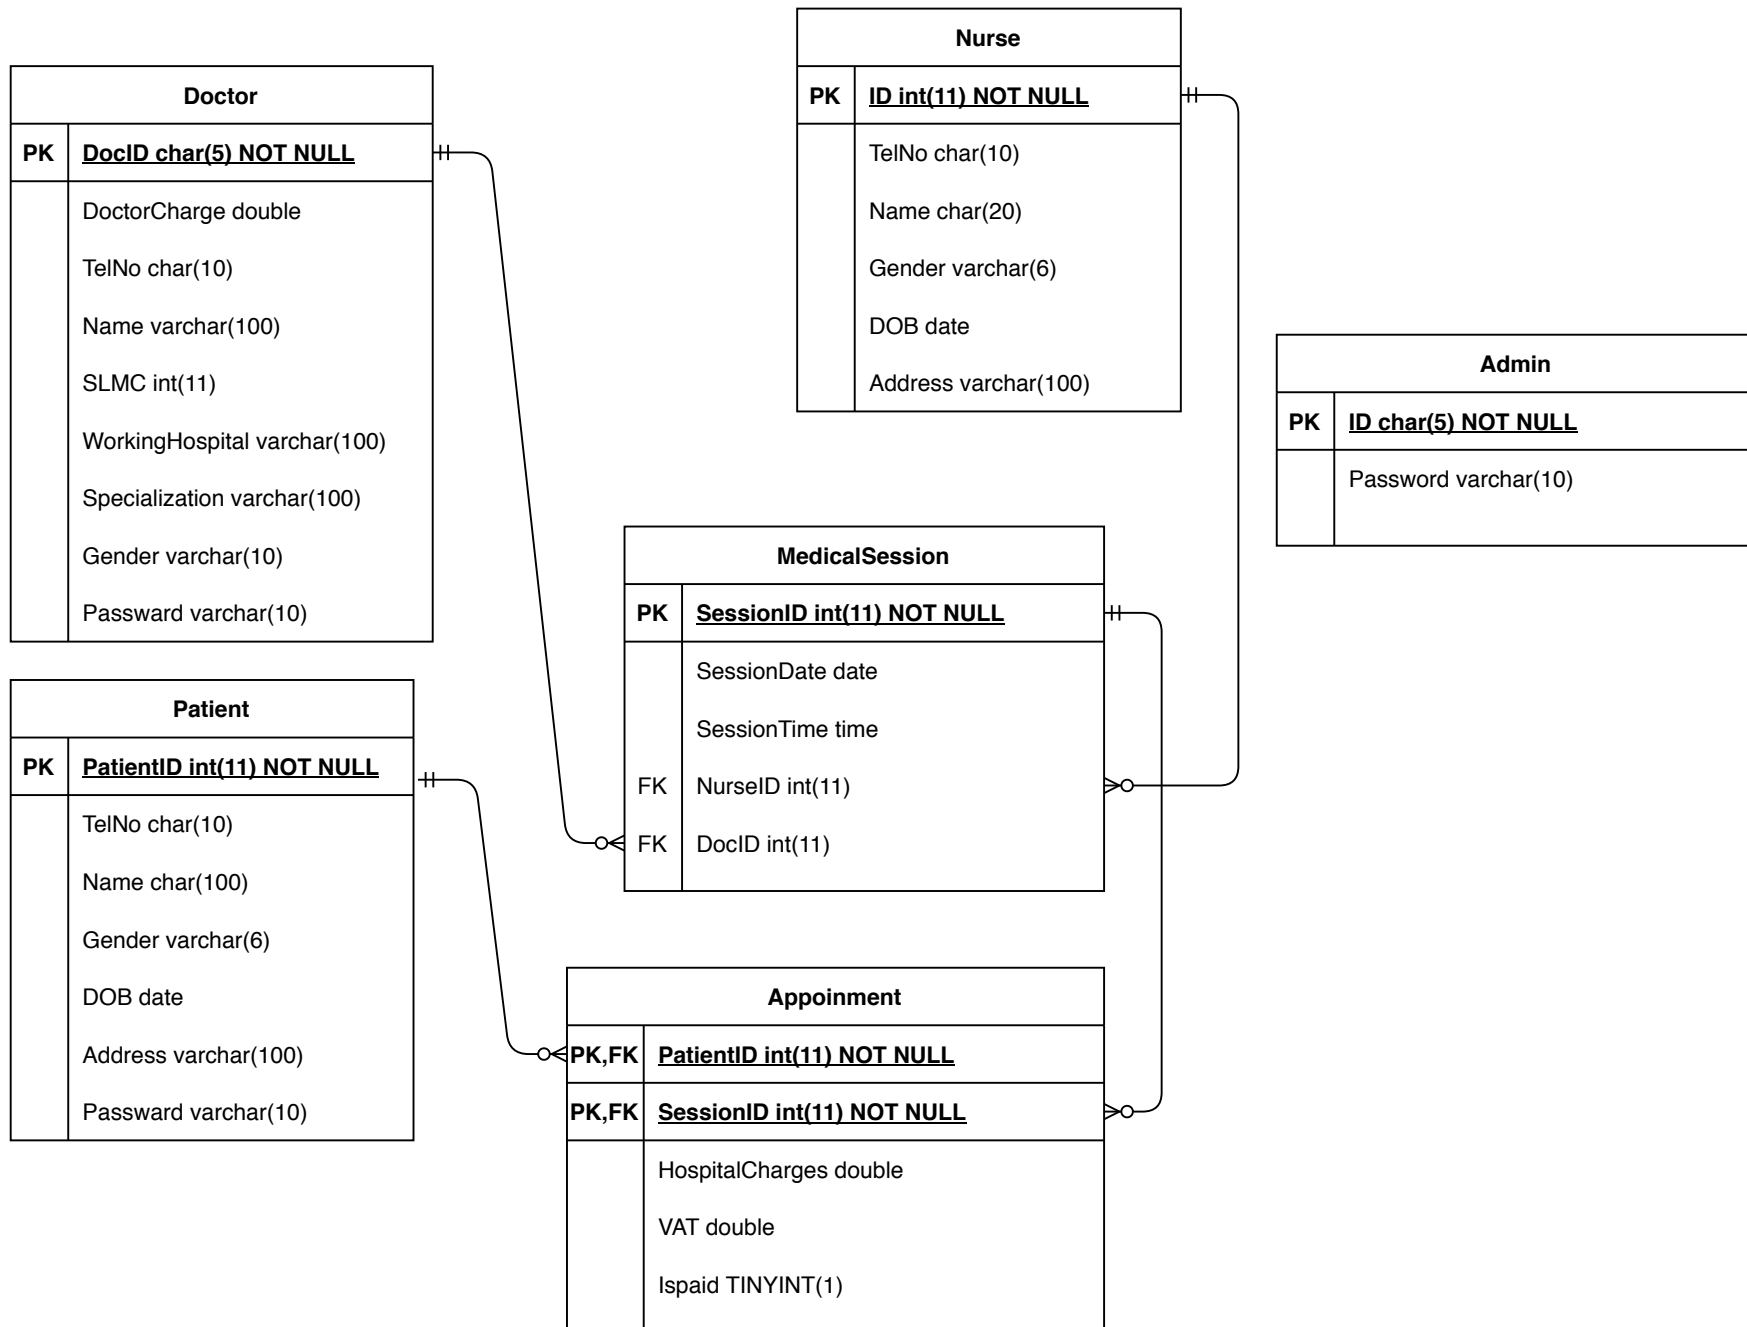 Doctor
PK DocID char(5) NOT NULL
DoctorCharge double
TelNo char(10)
Name varchar(100)
SLMC int(11)
WorkingHospital varchar(100)
Specialization varchar(100)
Gender varchar(10)
Passward varchar(10)
Nurse
PK ID int(11) NOT NULL
TelNo char(10)
Name char(20)
Gender varchar(6)
DOB date
Address varchar(100)
Admin
PK ID char(5) NOT NULL
Password varchar(10)
MedicalSession
PK SessionID int(11) NOT NULL
SessionDate date
SessionTime time
FK NurseID int(11)
FK DocID int(11)
Patient
PK PatientID int(11) NOT NULL
TelNo char(10)
Name char(100)
Gender varchar(6)
DOB date
Address varchar(100)
Passward varchar(10)
Appoinment
PK,FK PatientID int(11) NOT NULL
PK,FK SessionID int(11) NOT NULL
HospitalCharges double
VAT double
Ispaid TINYINT(1)